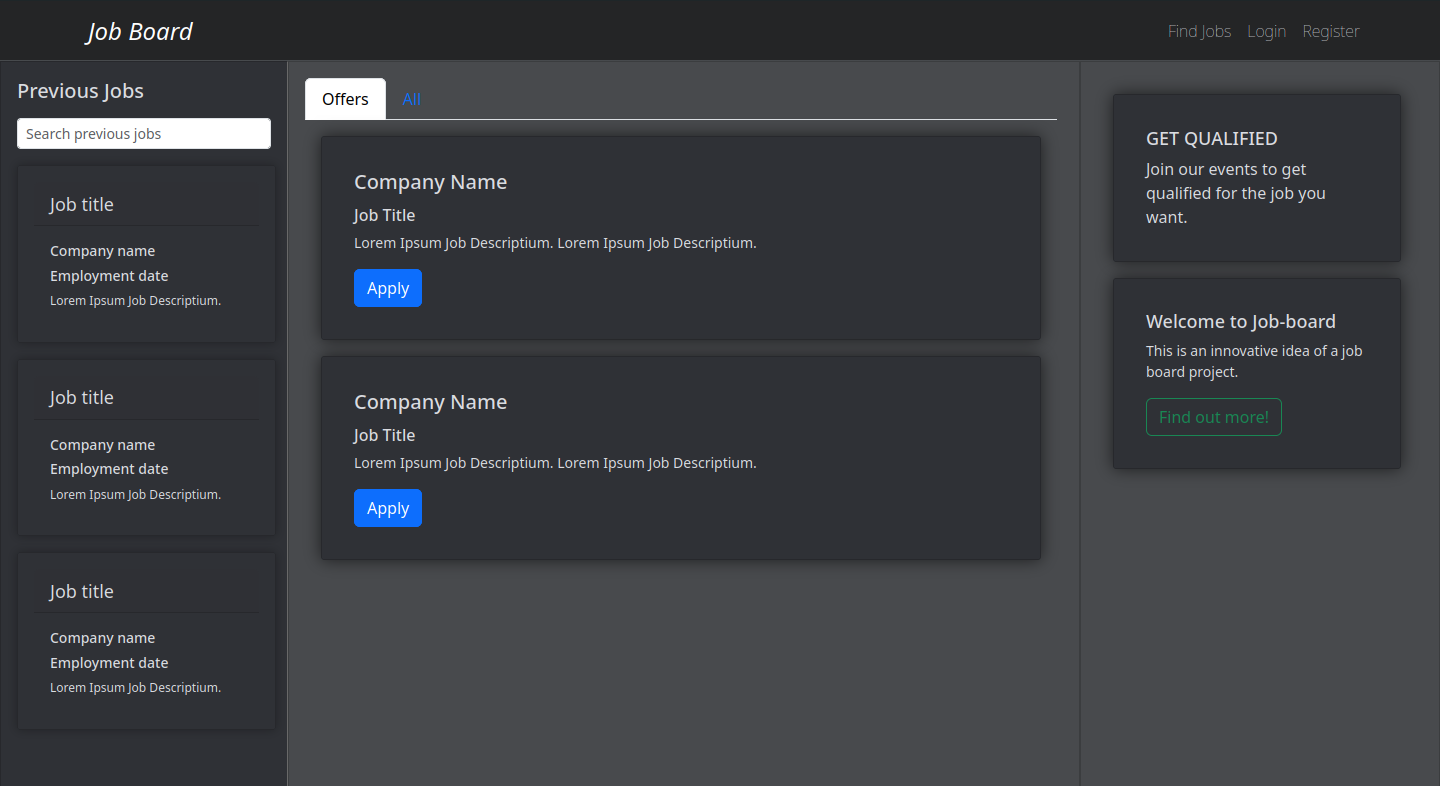 Job Board
Find Jobs Login Register
Previous Jobs
Search previous jobs
Job title
Company name
Employment date
Lorem Ipsum Job Descriptium.
Job title
Company name
Employment date
Lorem Ipsum Job Descriptium.
Job title
Company name
Employment date
Lorem Ipsum Job Descriptium.
Offers All
Company Name
Job Title
Lorem Ipsum Job Descriptium. Lorem Ipsum Job Descriptium.
Apply
Company Name
Job Title
Lorem Ipsum Job Descriptium. Lorem Ipsum Job Descriptium.
Apply
GET QUALIFIED
Join our events to get
qualified for the job you
want.
Welcome to Job-board
This is an innovative idea of a job
board project.
Find out more!